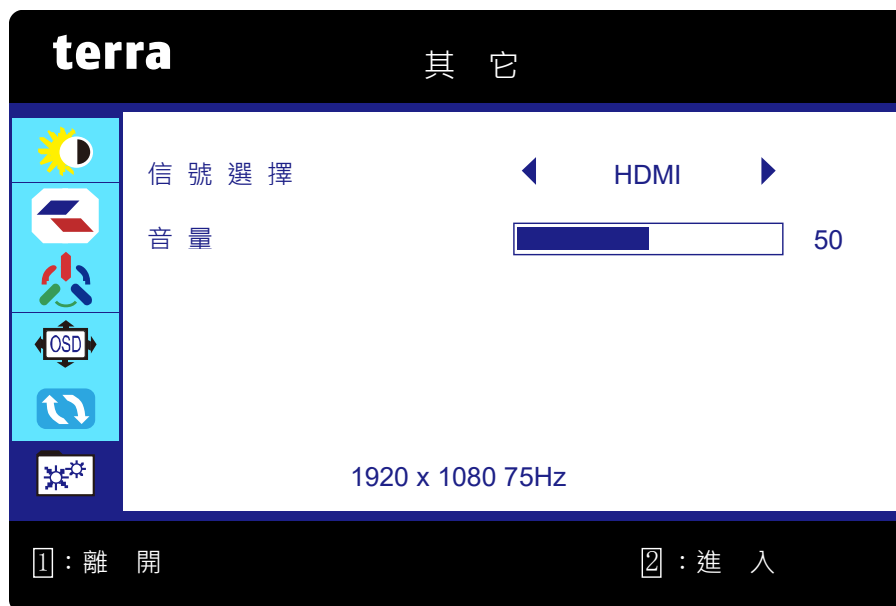 terra
其 它
信 號 選 擇 HDMI
音 量 50
OSD
1920 x 1080 75Hz
1:離 開 2:進 入